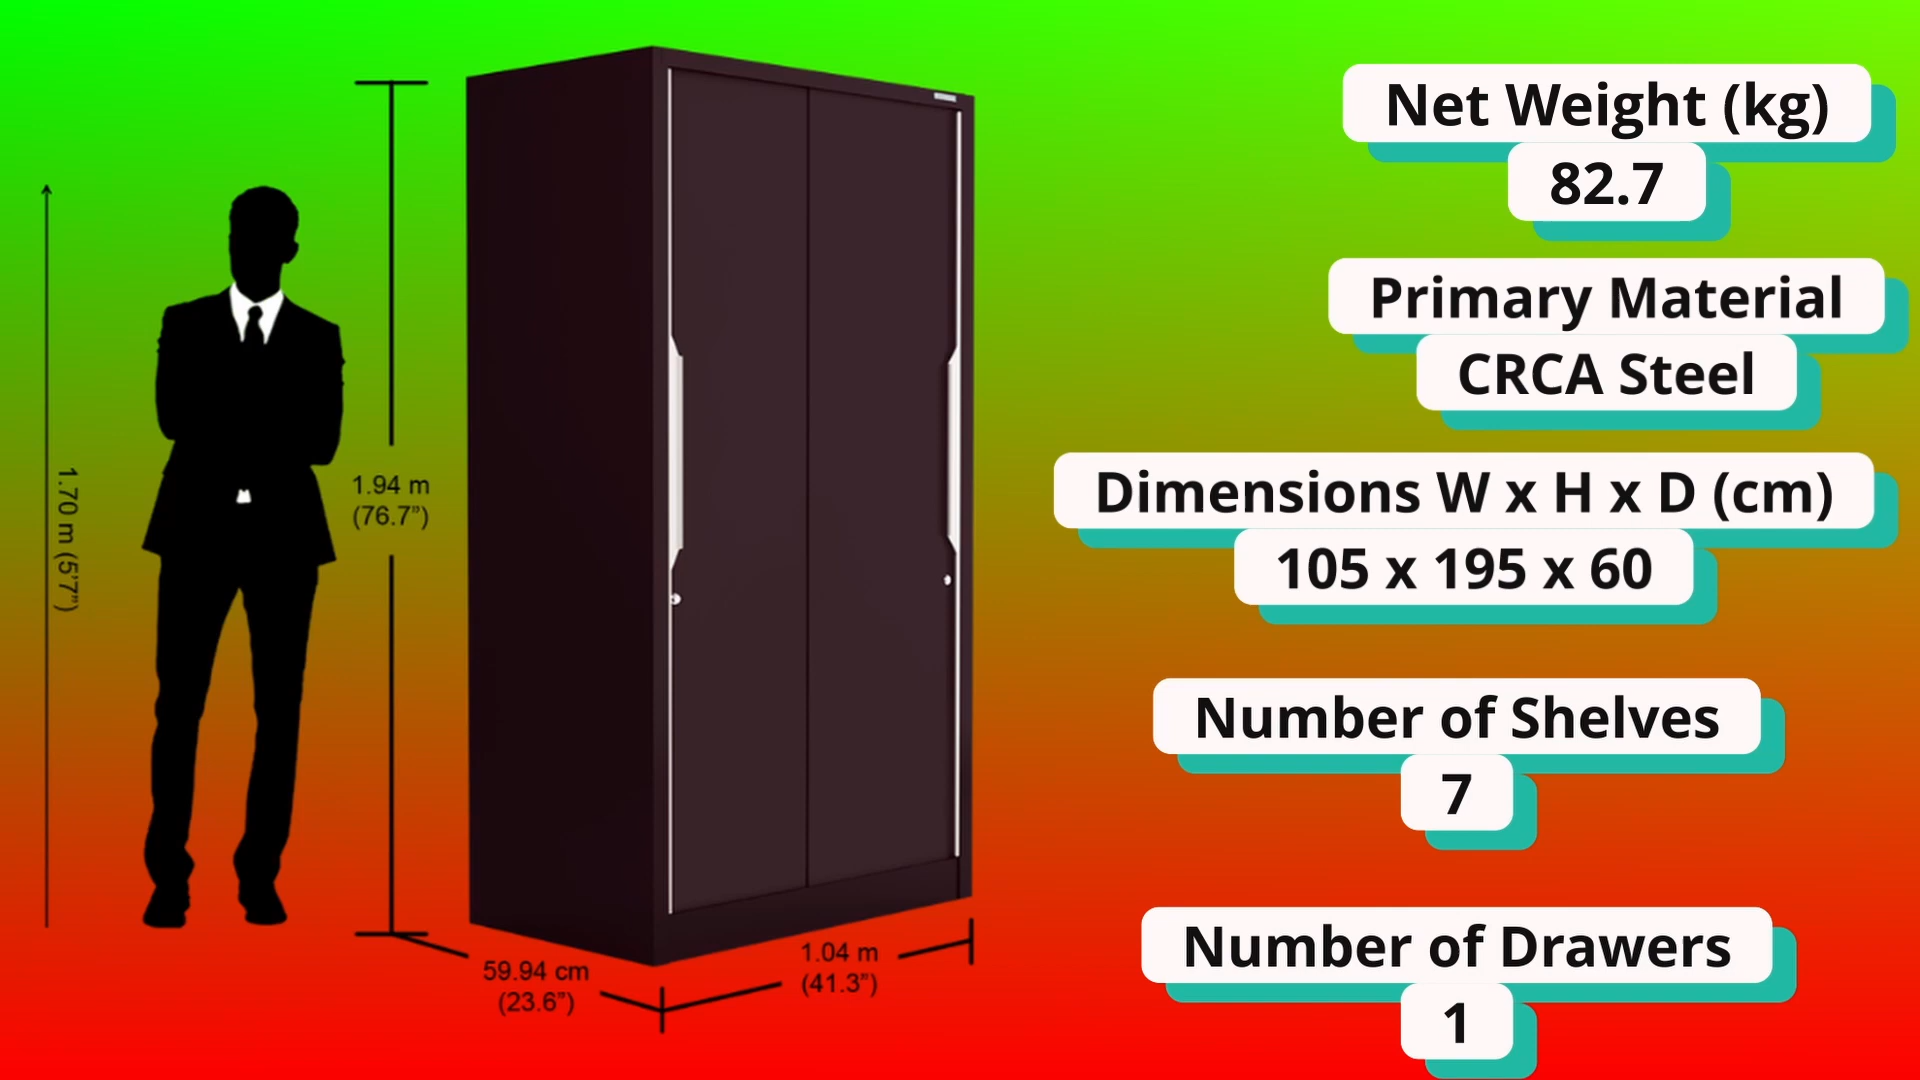 1.70 m (5'7")
1.94 m
(76.7")
59.94 cm
(23.6")
1.04 m
(41.3")
Net Weight (kg)
82.7
Primary Material
CRCA Steel
Dimensions W x H x D (cm)
105 x 195 x 60
Number of Shelves
7
Number of Drawers
1